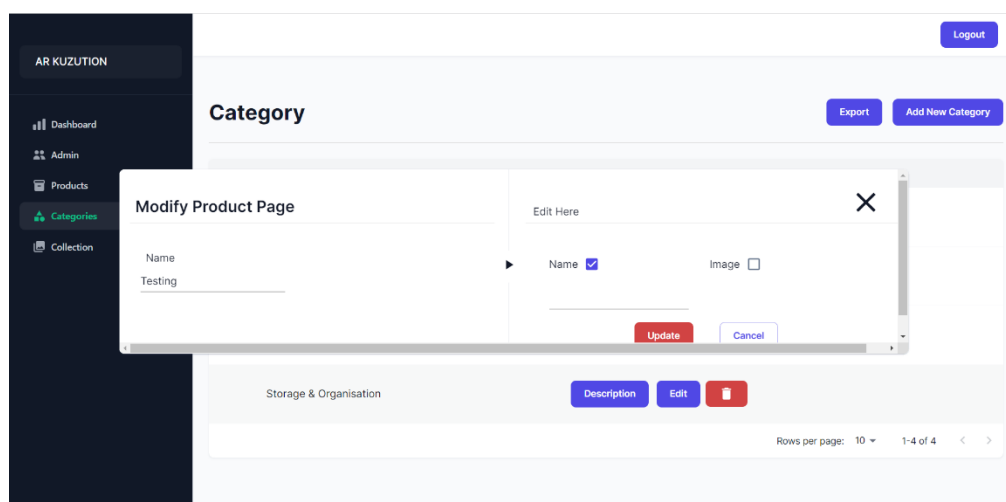 Logout
AR KUZUTION
Category
Export
Add New Category
Dashboard
Admin
Products
Categories
Collection
Modify Product Page
Edit Here
Name
Testing
Name
Image
Update
Cancel
Storage & Organisation
Description
Edit
Rows per page: 10
1-4 of 4